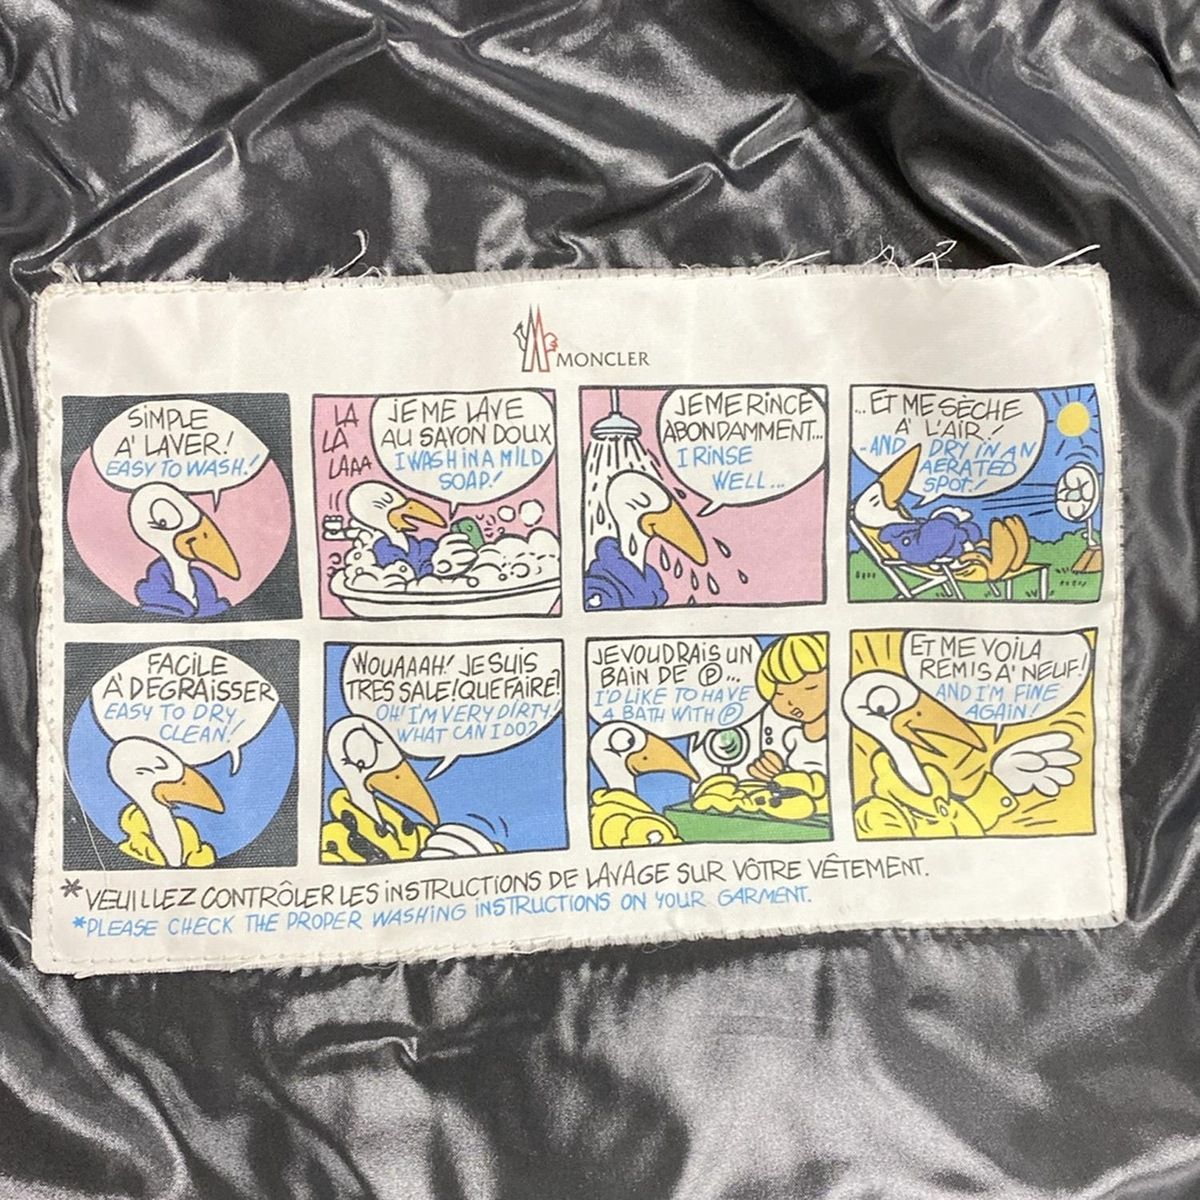 MONCLER
SiMPLE
A' LAVER!
EASY TO WASH!
LA
LÀ
LAAA
JE ME LAVE
AU SAVON DOUX
I WASH IN A MILD
SOAP!
JE ME RINCE
ABONDAMMENT...
I RINSE
WELL...
... ET ME SÈCHE
A' L'AIR!
- AND DRY IN AN
AERATED
SPOT!
FACILE
A' DEGRAISSER
EASY TO DRY
CLEAN!
WOUAAAH! JE SUIS
TRES SALE! QUE FAIRE?
OH! I'M VERY DIRTY!
WHAT CAN I DO?
JE VOUDRAIS UN
BAIN DE Ⓟ...
I'D LIKE TO HAVE
A BATH WITH Ⓟ
ET ME VOILA
REMIS A' NEUF!
AND I'M FINE
AGAIN!
*VEUILLEZ CONTRÔLER LES iNSTRUCTIONS DE LAVAGE SUR VÔTRE VÊTEMENT.
*PLEASE CHECK THE PROPER WASHING iNSTRUCTIONS ON YOUR GARMENT.